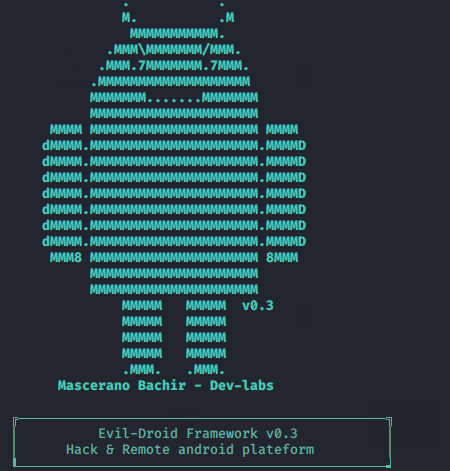 .           .
M.          .M
MMMMMMMMMMM.
.MMM\MMMMMMM/MMM.
.MMM.7MMMMMMM.7MMM.
.MMMMMMMMMMMMMMMMMMM
MMMMMMM.......MMMMMMM
MMMMMMMMMMMMMMMMMMMMM
MMMM MMMMMMMMMMMMMMMMMMMMM MMMM
dMMMM.MMMMMMMMMMMMMMMMMMMMM.MMMMD
dMMMM.MMMMMMMMMMMMMMMMMMMMM.MMMMD
dMMMM.MMMMMMMMMMMMMMMMMMMMM.MMMMD
dMMMM.MMMMMMMMMMMMMMMMMMMMM.MMMMD
dMMMM.MMMMMMMMMMMMMMMMMMMMM.MMMMD
dMMMM.MMMMMMMMMMMMMMMMMMMMM.MMMMD
dMMMM.MMMMMMMMMMMMMMMMMMMMM.MMMMD
MMM8 MMMMMMMMMMMMMMMMMMMMM 8MMM
MMMMMMMMMMMMMMMMMMMMM
MMMMMMMMMMMMMMMMMMMMM
MMMMM   MMMMM  v0.3
MMMMM   MMMMM
MMMMM   MMMMM
MMMMM   MMMMM
.MMM.   .MMM.
Mascerano Bachir - Dev-labs
Evil-Droid Framework v0.3
Hack & Remote android plateform